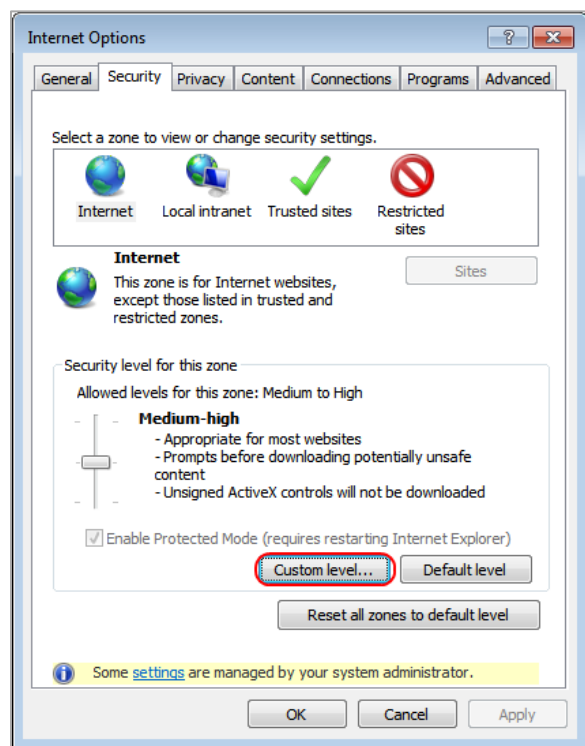 Internet Options
General Security Privacy Content Connections Programs Advanced
Select a zone to view or change security settings.
Internet Local intranet Trusted sites Restricted
sites
Internet
Sites
This zone is for Internet websites,
except those listed in trusted and
restricted zones.
Security level for this zone
Allowed levels for this zone: Medium to High
Medium-high
- Appropriate for most websites
- Prompts before downloading potentially unsafe
content
- Unsigned ActiveX controls will not be downloaded
Enable Protected Mode (requires restarting Internet Explorer)
Custom level... Default level
Reset all zones to default level
Some settings are managed by your system administrator.
OK Cancel Apply